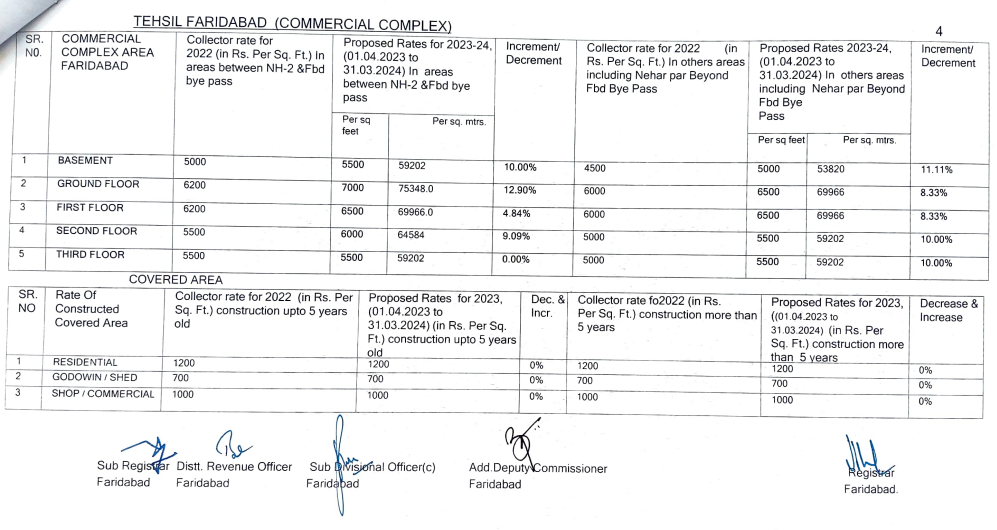 TEHSIL FARIDABAD (COMMERCIAL COMPLEX)
4
SR. N0. COMMERCIAL COMPLEX AREA FARIDABAD Collector rate for 2022 (in Rs. Per Sq. Ft.) In areas between NH-2 &Fbd bye pass Proposed Rates for 2023-24, (01.04.2023 to 31.03.2024) In areas between NH-2 &Fbd bye pass Increment/ Decrement Collector rate for 2022 (in Rs. Per Sq. Ft.) In others areas including Nehar par Beyond Fbd Bye Pass Proposed Rates 2023-24, (01.04.2023 to 31.03.2024) In others areas including Nehar par Beyond Fbd Bye Pass Increment/ Decrement
Per sq feet Per sq. mtrs. Per sq feet Per sq. mtrs.
1 BASEMENT 5000 5500 59202 10.00% 4500 5000 53820 11.11%
2 GROUND FLOOR 6200 7000 75348.0 12.90% 6000 6500 69966 8.33%
3 FIRST FLOOR 6200 6500 69966.0 4.84% 6000 6500 69966 8.33%
4 SECOND FLOOR 5500 6000 64584 9.09% 5000 5500 59202 10.00%
5 THIRD FLOOR 5500 5500 59202 0.00% 5000 5500 59202 10.00%
COVERED AREA
SR. NO Rate Of Constructed Covered Area Collector rate for 2022 (in Rs. Per Sq. Ft.) construction upto 5 years old Proposed Rates for 2023, (01.04.2023 to 31.03.2024) (in Rs. Per Sq. Ft.) construction upto 5 years old Dec. & Incr. Collector rate fo2022 (in Rs. Per Sq. Ft.) construction more than 5 years Proposed Rates for 2023, ((01.04.2023 to 31.03.2024) (in Rs. Per Sq. Ft.) construction more than 5 years Decrease & Increase
1 RESIDENTIAL 1200 1200 0% 1200 1200 0%
2 GODOWIN / SHED 700 700 0% 700 700 0%
3 SHOP / COMMERCIAL 1000 1000 0% 1000 1000 0%
Sub Registrar Distt. Revenue Officer Sub Divisional Officer(c) Add.Deputy Commissioner Registrar
Faridabad Faridabad Faridabad Faridabad Faridabad.